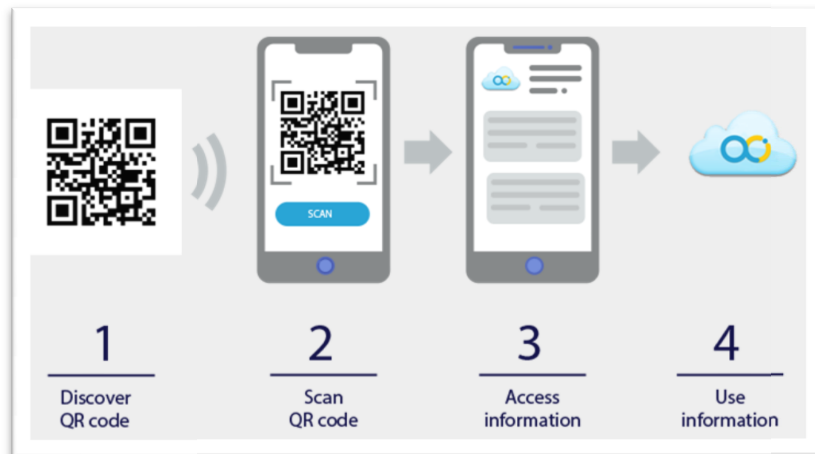 SCAN
1
Discover
QR code
2
Scan
QR code
3
Access
information
4
Use
information